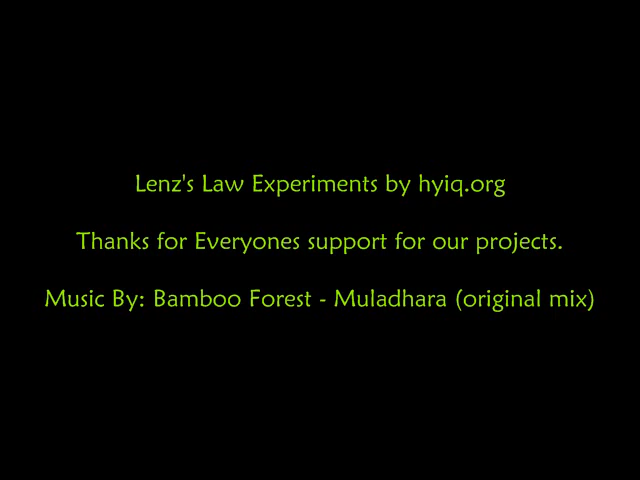 Lenz's Law Experiments by hyiq.org
Thanks for Everyones support for our projects.
Music By: Bamboo Forest - Muladhara (original mix)